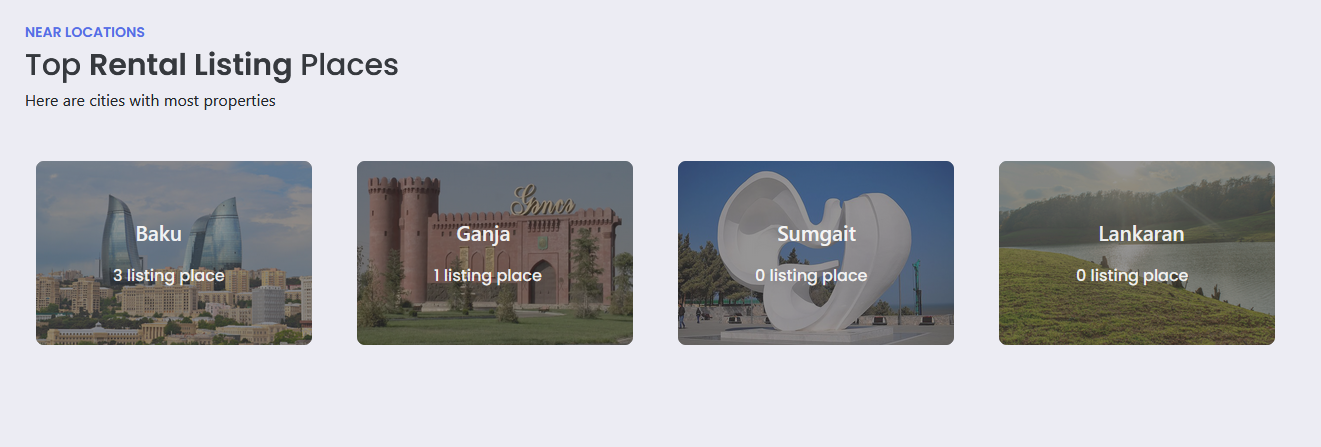 NEAR LOCATIONS
Top Rental Listing Places
Here are cities with most properties
Baku
3 listing place
Ganja
1 listing place
Sumgait
0 listing place
Lankaran
0 listing place